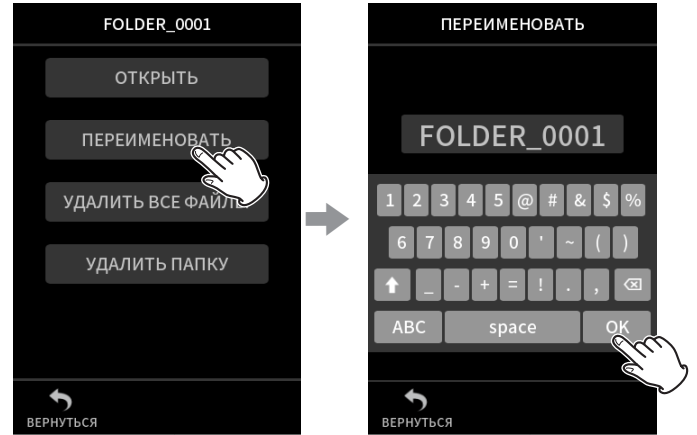 FOLDER_0001
ОТКРЫТЬ
ПЕРЕИМЕНОВАТЬ
УДАЛИТЬ ВСЕ ФАЙЛЫ
УДАЛИТЬ ПАПКУ
ВЕРНУТЬСЯ
ПЕРЕИМЕНОВАТЬ
FOLDER_0001
1 2 3 4 5 @ # & $ %
6 7 8 9 0 ' ~ ( )
_ - + = ! . ,
ABC space OK
ВЕРНУТЬСЯ